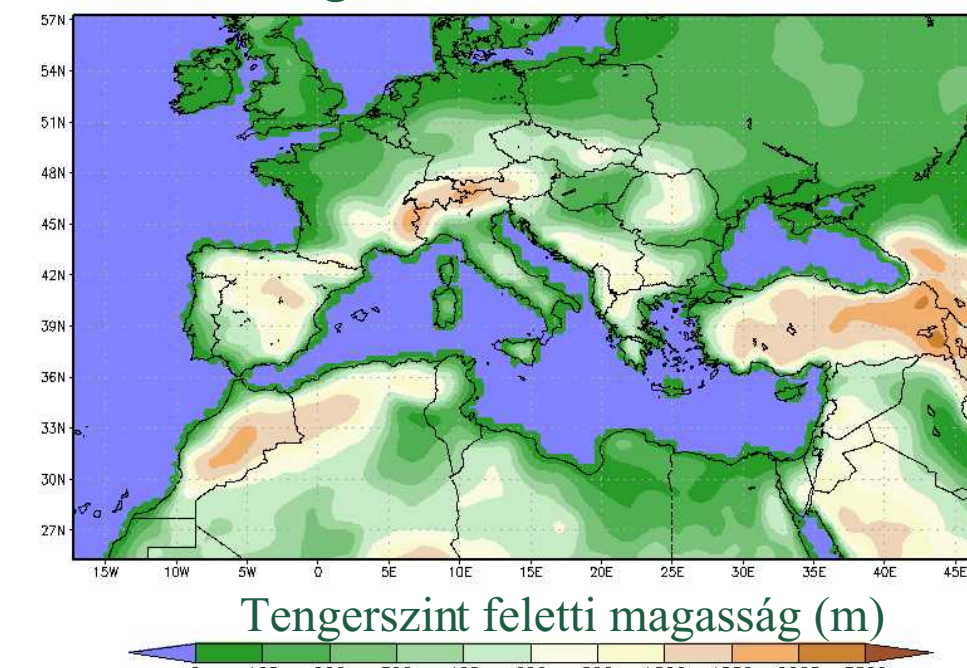 57N
54N
51N
48N
45N
42N
39N
36N
33N
30N
27N
15W 10W 5W 0 5E 10E 15E 20E 25E 30E 35E 40E 45E
Tengerszint feletti magasság (m)